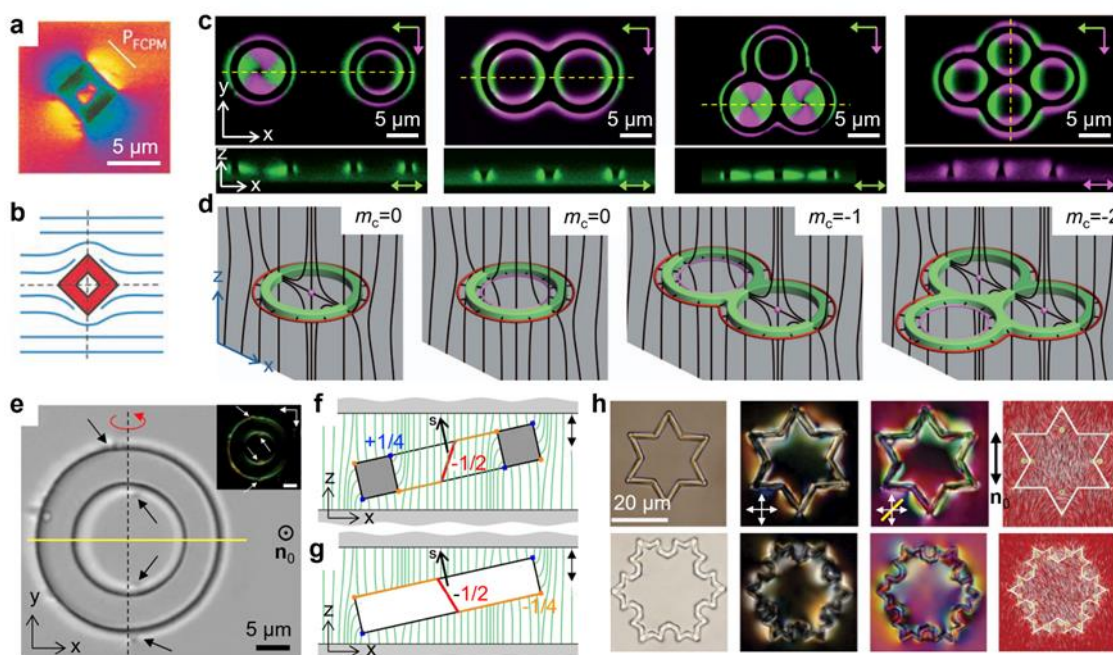 a
P_FCPM
5 μm
b
c
y
x
5 μm
5 μm
5 μm
5 μm
z
x
d
m_c=0
m_c=0
m_c=-1
m_c=-2
z
x
e
n_0
y
x
5 μm
f
s
+1/4
-1/2
z
x
g
s
-1/2
-1/4
z
x
h
20 μm
n_0